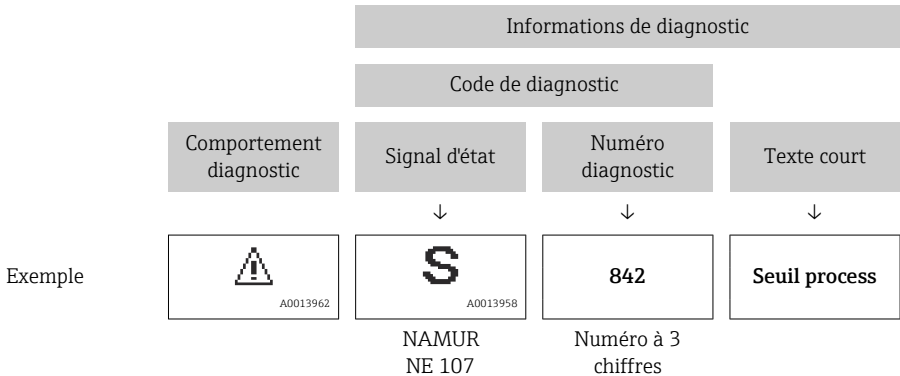 Informations de diagnostic
Code de diagnostic
Comportement
diagnostic
Signal d'état
Numéro
diagnostic
Texte court
↓
↓
↓
Exemple
A0013962
S
A0013958
842
Seuil process
NAMUR
NE 107
Numéro à 3
chiffres